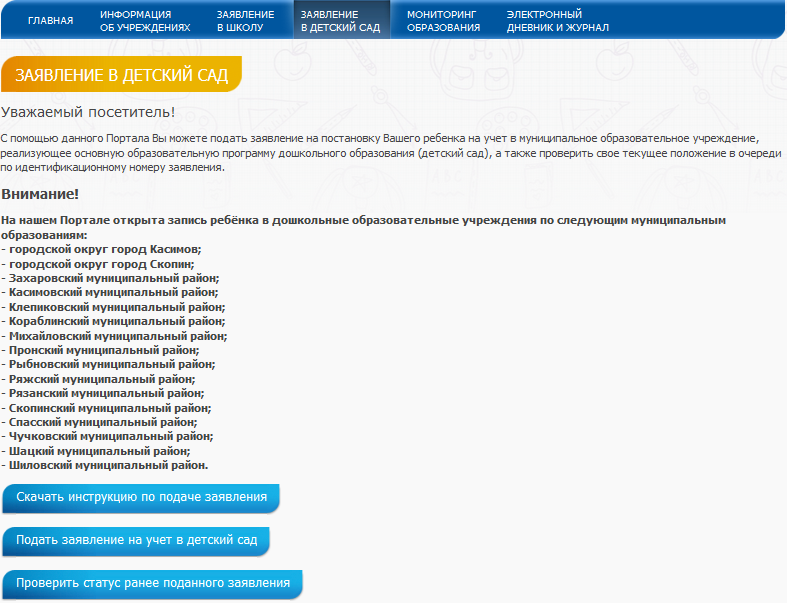 ГЛАВНАЯ
ИНФОРМАЦИЯ
ОБ УЧРЕЖДЕНИЯХ
ЗАЯВЛЕНИЕ
В ШКОЛУ
ЗАЯВЛЕНИЕ
В ДЕТСКИЙ САД
МОНИТОРИНГ
ОБРАЗОВАНИЯ
ЭЛЕКТРОННЫЙ
ДНЕВНИК И ЖУРНАЛ
ЗАЯВЛЕНИЕ В ДЕТСКИЙ САД
Уважаемый посетитель!
С помощью данного Портала Вы можете подать заявление на постановку Вашего ребенка на учет в муниципальное образовательное учреждение,
реализующее основную образовательную программу дошкольного образования (детский сад), а также проверить свое текущее положение в очереди
по идентификационному номеру заявления.
Внимание!
На нашем Портале открыта запись ребёнка в дошкольные образовательные учреждения по следующим муниципальным
образованиям:
- городской округ город Касимов;
- городской округ город Скопин;
- Захаровский муниципальный район;
- Касимовский муниципальный район;
- Клепиковский муниципальный район;
- Кораблинский муниципальный район;
- Михайловский муниципальный район;
- Пронский муниципальный район;
- Рыбновский муниципальный район;
- Ряжский муниципальный район;
- Рязанский муниципальный район;
- Скопинский муниципальный район;
- Спасский муниципальный район;
- Чучковский муниципальный район;
- Шацкий муниципальный район;
- Шиловский муниципальный район.
Скачать инструкцию по подаче заявления
Подать заявление на учет в детский сад
Проверить статус ранее поданного заявления